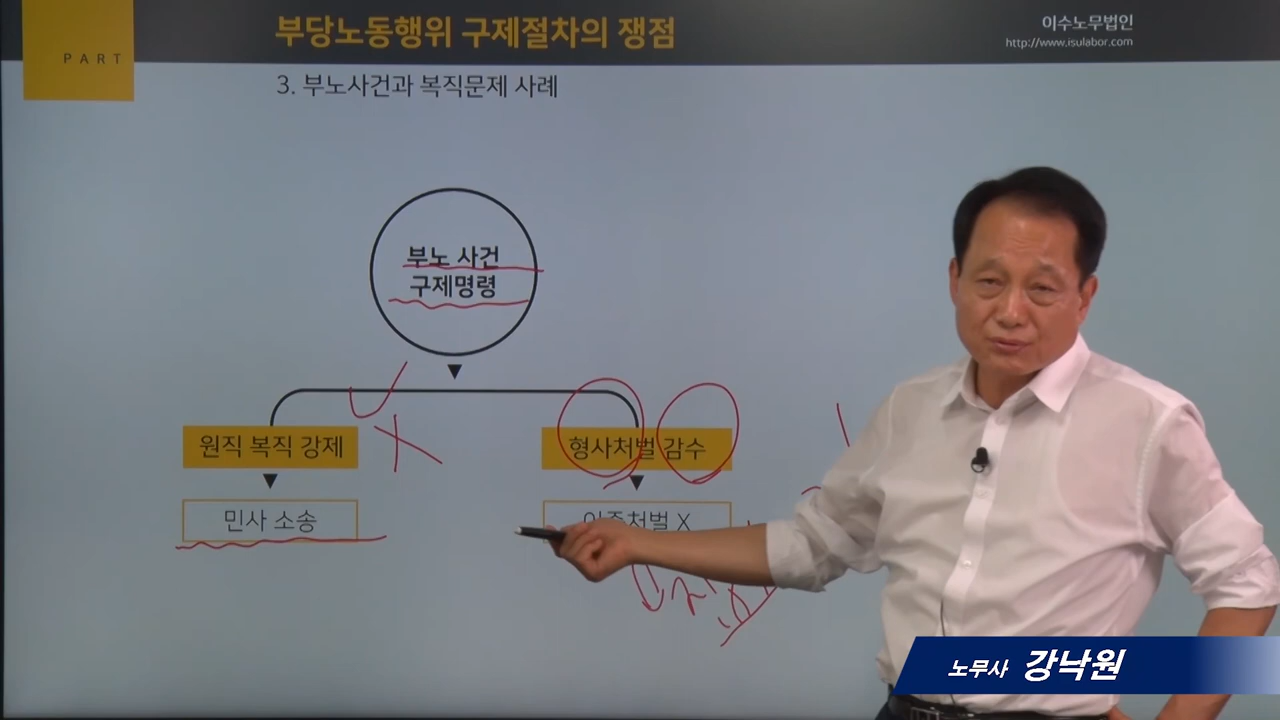 PART
부당노동행위 구제절차의 쟁점
이수노무법인
http://www.isulabor.com
3. 부노사건과 복직문제 사례
부노 사건
구제명령
원직 복직 강제
형사처벌 감수
민사 소송
이중처벌 X
노무사 강낙원